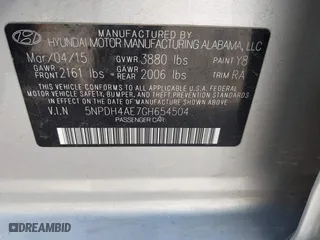 MANUFACTURED BY
HYUNDAI MOTOR MANUFACTURING ALABAMA, LLC
Mar/04/15 GVWR 3880 lbs PAINT Y8
GAWR FRONT 2161 lbs GAWR REAR 2006 lbs TRIM RA
THIS VEHICLE CONFORMS TO ALL APPLICABLE U.S. FEDERAL MOTOR VEHICLE
SAFETY, BUMPER, AND THEFT PREVENTION STANDARDS IN EFFECT ON THE
DATE OF MANUFACTURE SHOWN ABOVE.
V.I.N 5NPDH4AE7GH654504
PASSENGER CAR
DREAMBID